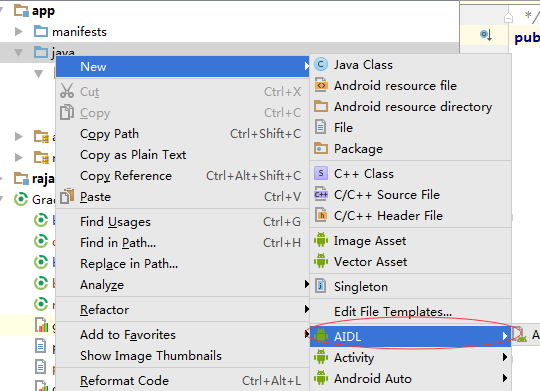 app
manifests
java
New
Cut Ctrl+X
Copy Ctrl+C
Copy Path Ctrl+Shift+C
Copy as Plain Text
Copy Reference Ctrl+Alt+Shift+C
Paste Ctrl+V
Find Usages Ctrl+G
Find in Path... Ctrl+H
Replace in Path...
Analyze
Refactor
Add to Favorites
Show Image Thumbnails
Reformat Code Ctrl+Alt+L
Java Class
Android resource file
Android resource directory
File
Package
C++ Class
C/C++ Source File
C/C++ Header File
Image Asset
Vector Asset
Singleton
Edit File Templates...
AIDL
Activity
Android Auto
*/
pub
raja
Grad